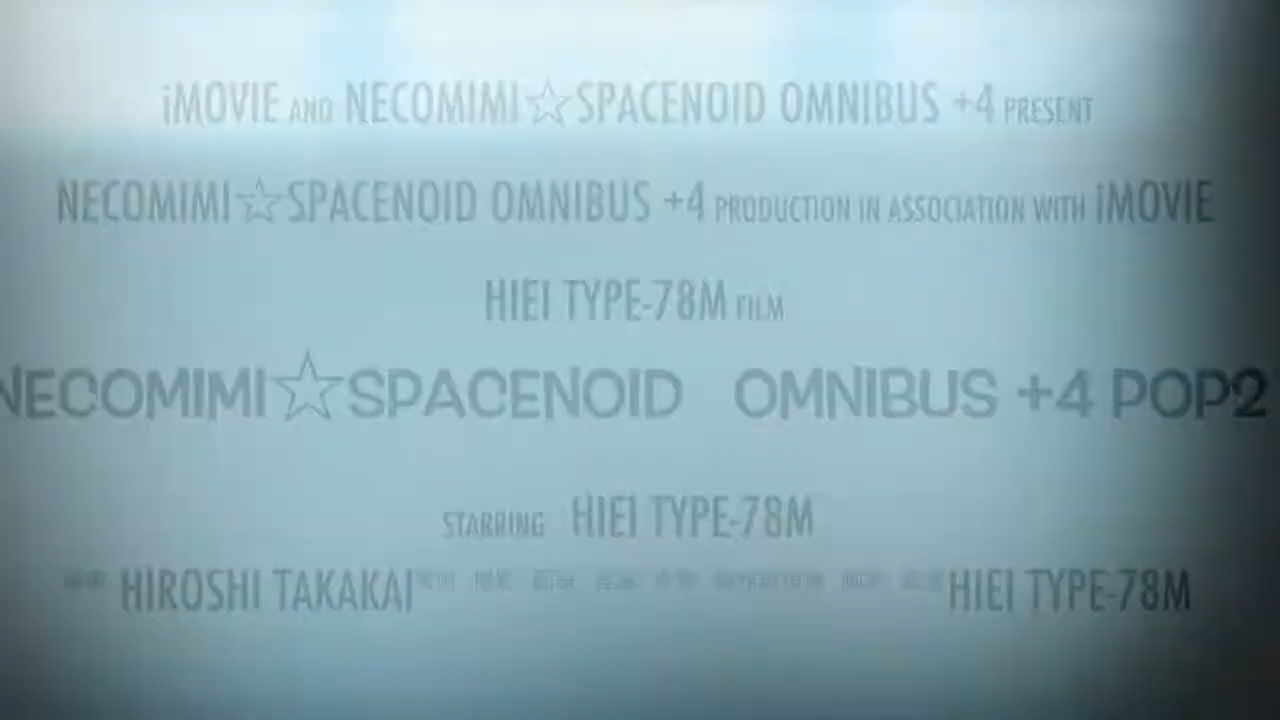 iMOVIE AND NECOMIMI☆SPACENOID OMNIBUS +4 PRESENT
NECOMIMI☆SPACENOID OMNIBUS +4 PRODUCTION IN ASSOCIATION WITH iMOVIE
HIEI TYPE-78M FILM
NECOMIMI☆SPACENOID OMNIBUS +4 POP2
STARRING HIEI TYPE-78M
HIROSHI TAKAKAI HIEI TYPE-78M